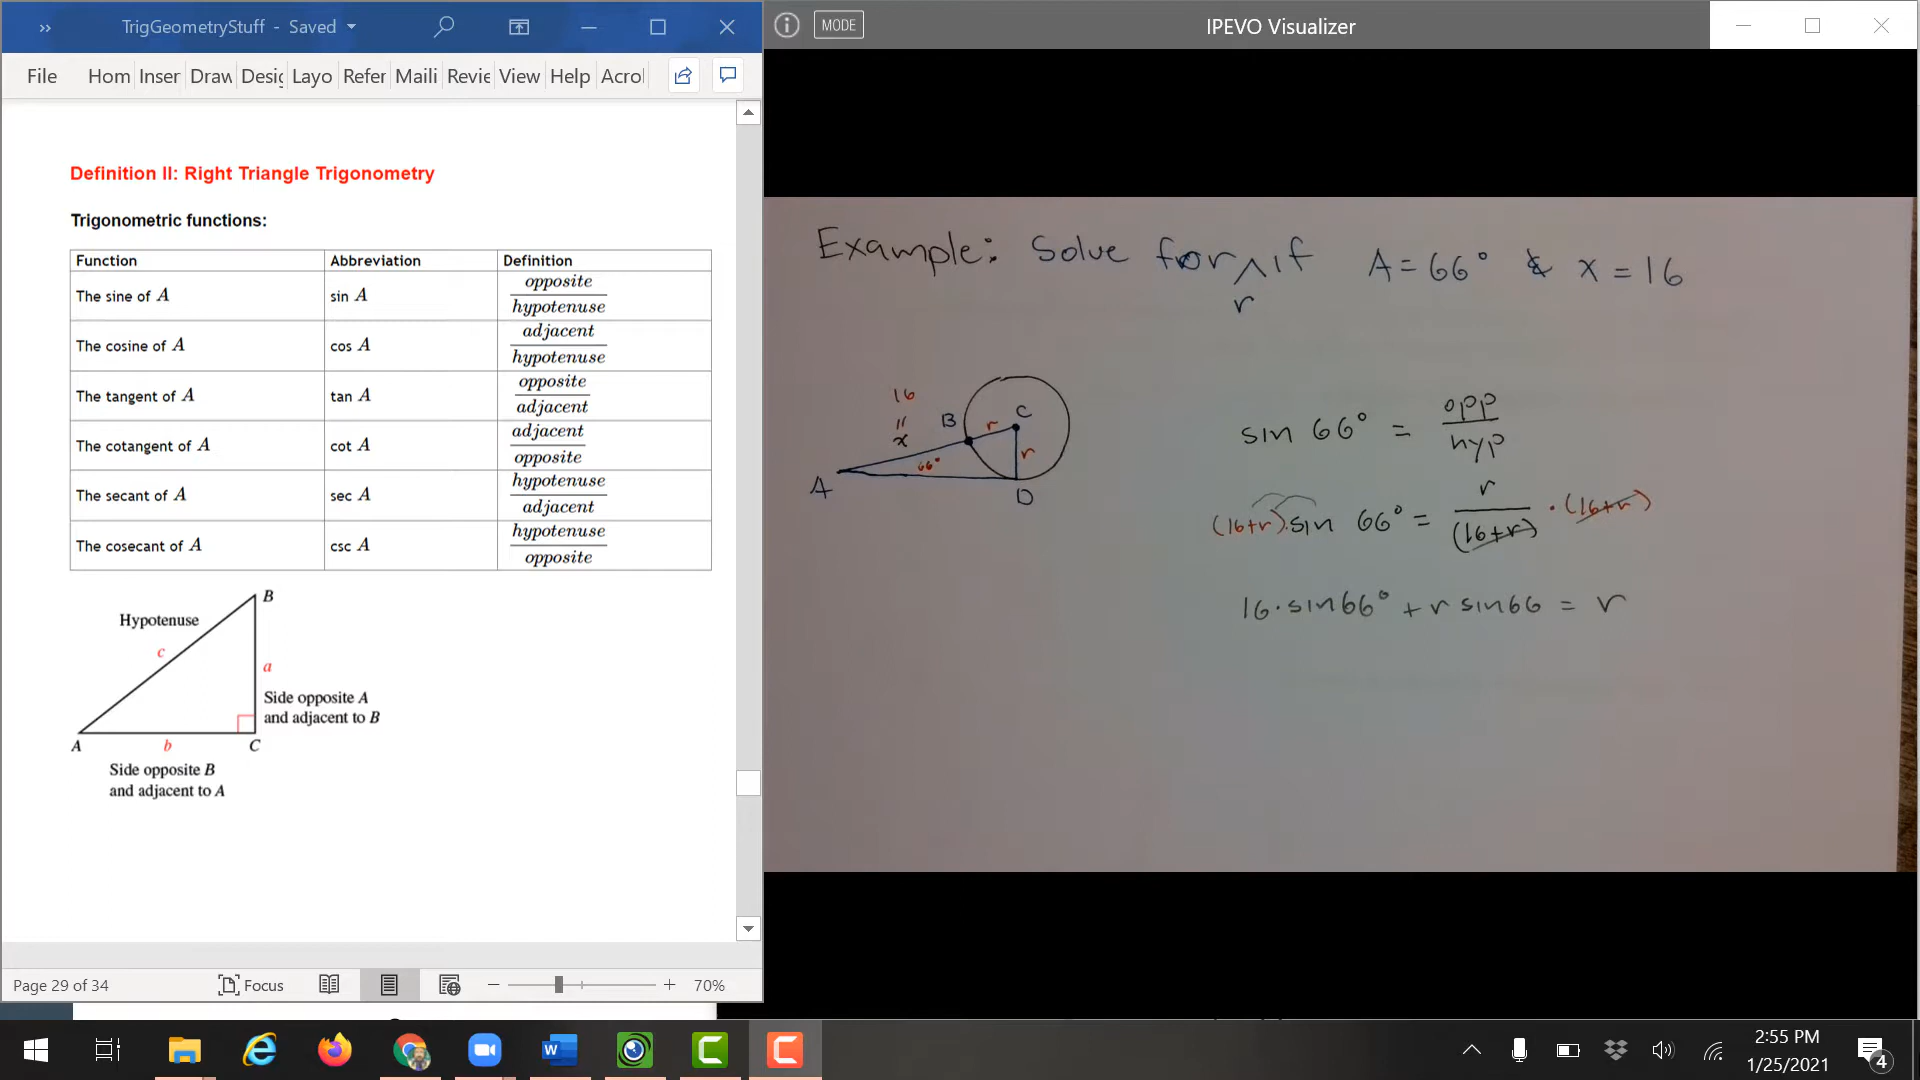 TrigGeometryStuff - Saved
File Hom Inser Draw Desig Layo Refer Maili Revie View Help Acro
Definition II: Right Triangle Trigonometry
Trigonometric functions:
Function Abbreviation Definition
The sine of A sin A opposite
hypotenuse
The cosine of A cos A adjacent
hypotenuse
The tangent of A tan A opposite
adjacent
The cotangent of A cot A adjacent
opposite
The secant of A sec A hypotenuse
adjacent
The cosecant of A csc A hypotenuse
opposite
B
Hypotenuse
c
a
Side opposite A
and adjacent to B
A b C
Side opposite B
and adjacent to A
Page 29 of 34 Focus 70%
MODE IPEVO Visualizer
Example: Solve for ^ if A = 66° & x = 16
r
16
=
x
B r C
66° r
A D
sin 66° = opp
hyp
(16+r)·sin 66° = r · (16+r)
(16+r)
16·sin66° + r sin66 = r
2:55 PM
1/25/2021
4